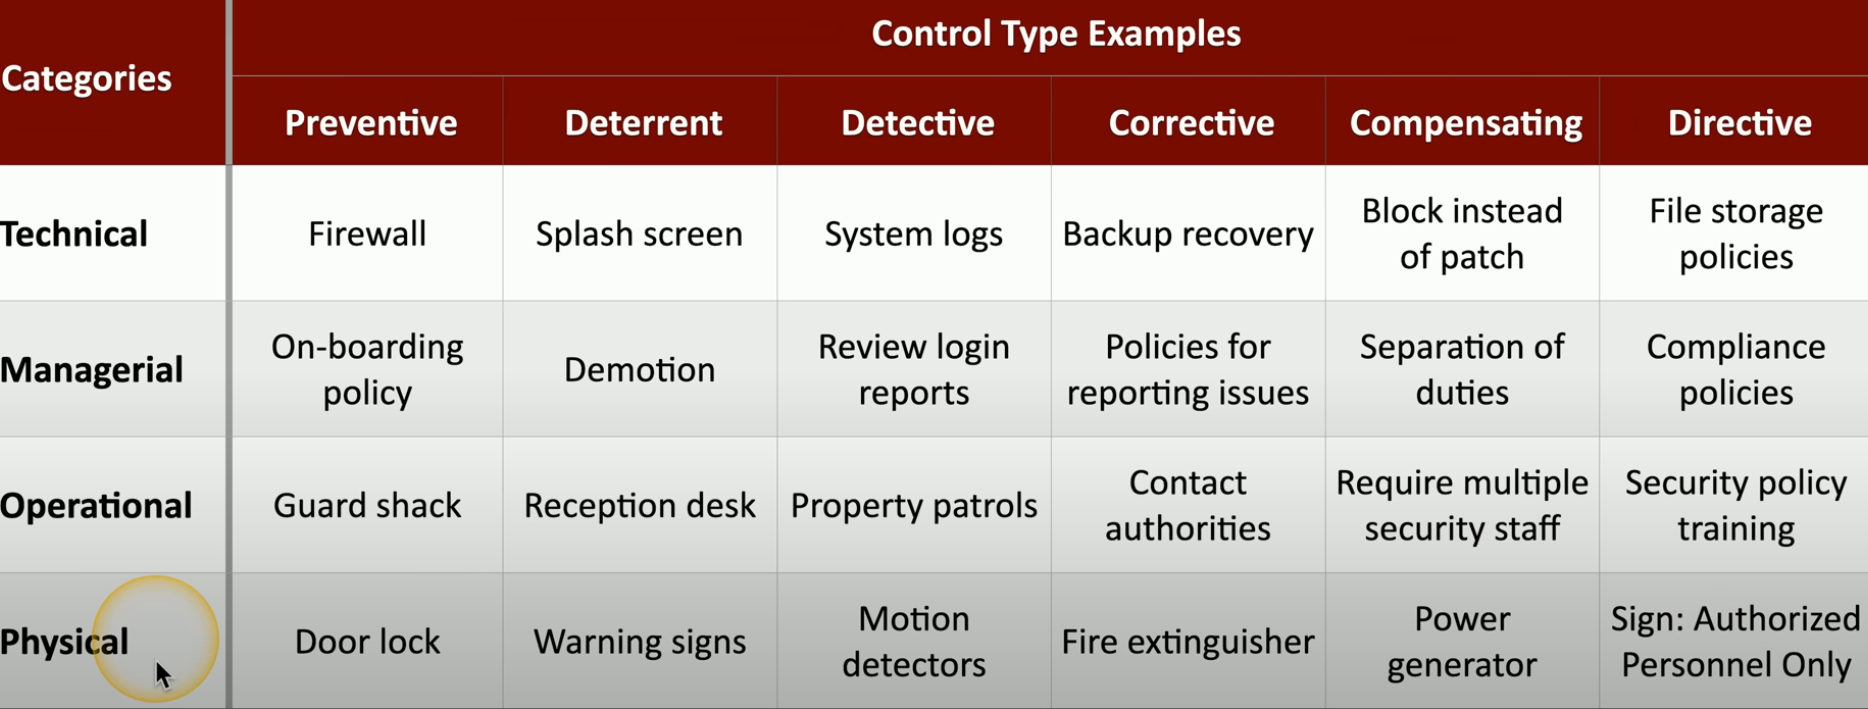 Control Type Examples
Categories
Preventive Deterrent Detective Corrective Compensating Directive
Technical
Firewall
Splash screen
System logs
Backup recovery
Block instead
of patch
File storage
policies
Managerial
On-boarding
policy
Demotion
Review login
reports
Policies for
reporting issues
Separation of
duties
Compliance
policies
Operational
Guard shack
Reception desk
Property patrols
Contact
authorities
Require multiple
security staff
Security policy
training
Physical
Door lock
Warning signs
Motion
detectors
Fire extinguisher
Power
generator
Sign: Authorized
Personnel Only